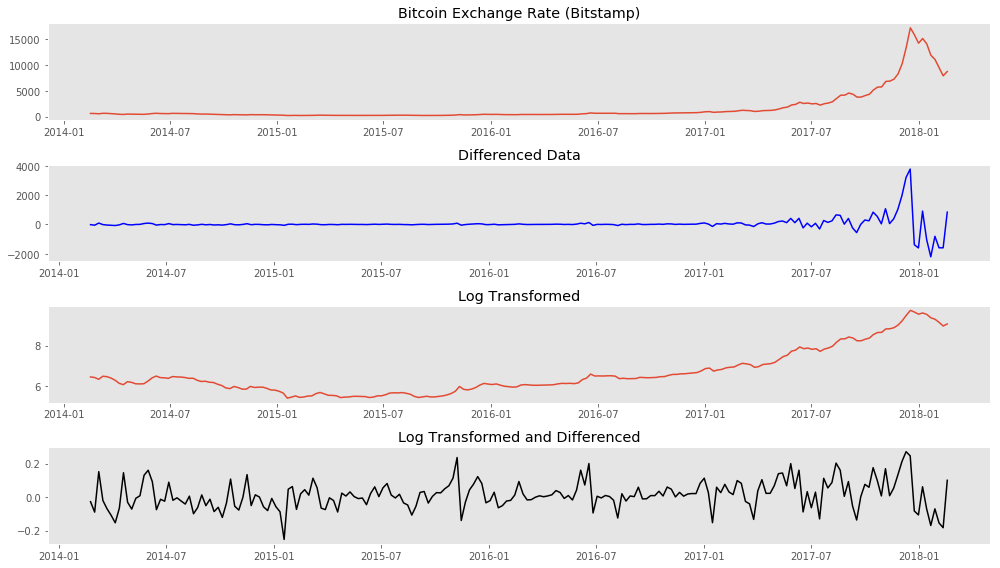 Bitcoin Exchange Rate (Bitstamp)
15000
10000
5000
0
2014-01 2014-07 2015-01 2015-07 2016-01 2016-07 2017-01 2017-07 2018-01
Differenced Data
4000
2000
0
−2000
2014-01 2014-07 2015-01 2015-07 2016-01 2016-07 2017-01 2017-07 2018-01
Log Transformed
8
6
2014-01 2014-07 2015-01 2015-07 2016-01 2016-07 2017-01 2017-07 2018-01
Log Transformed and Differenced
0.2
0.0
−0.2
2014-01 2014-07 2015-01 2015-07 2016-01 2016-07 2017-01 2017-07 2018-01